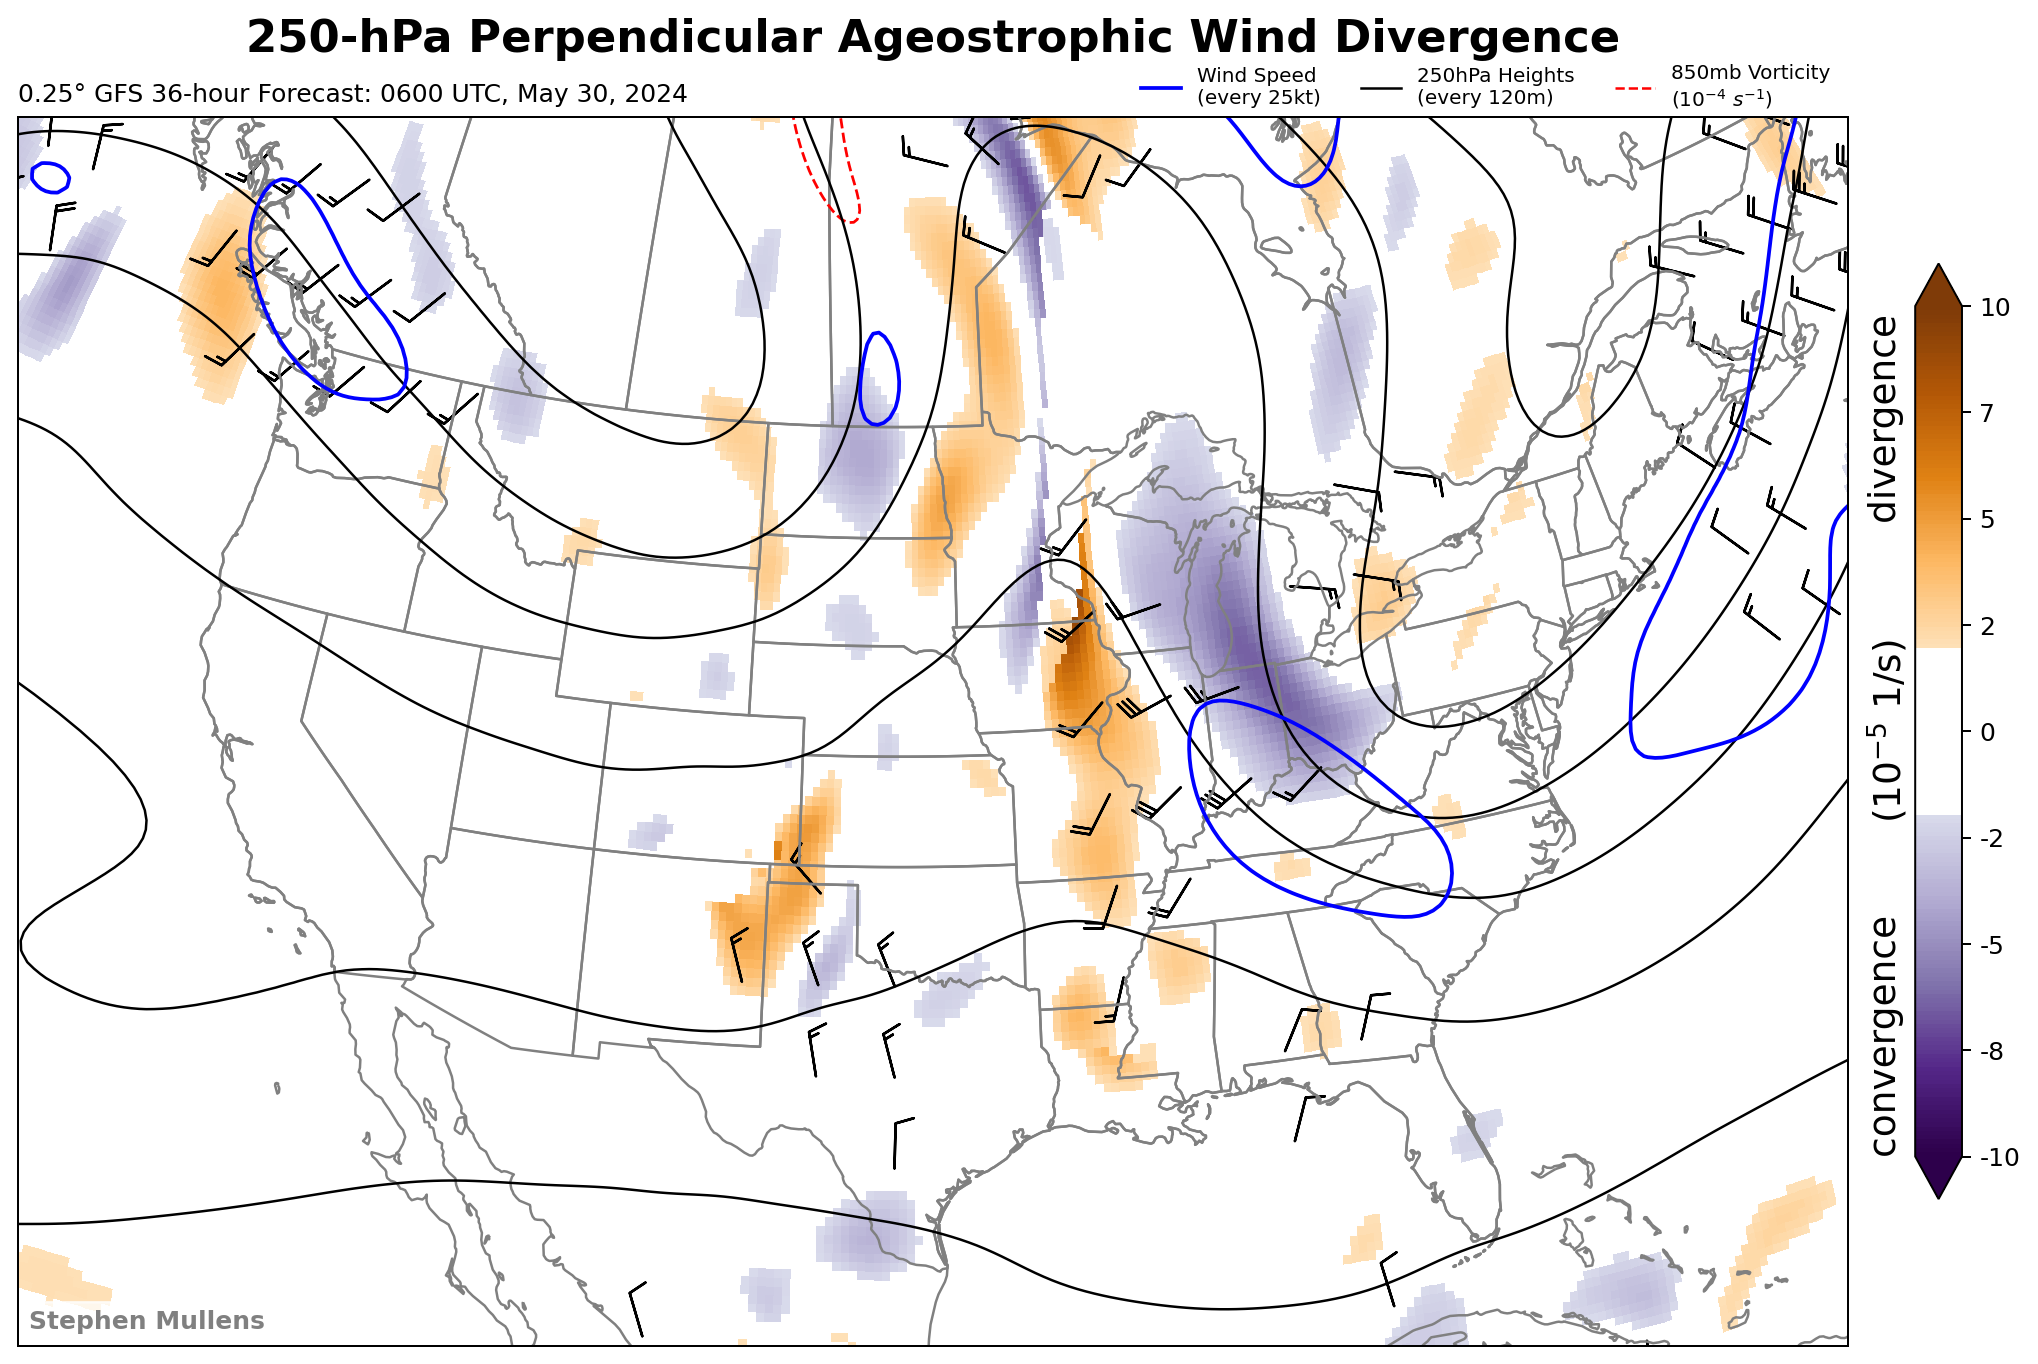 250-hPa Perpendicular Ageostrophic Wind Divergence
0.25° GFS 36-hour Forecast: 0600 UTC, May 30, 2024
Wind Speed
(every 25kt)
250hPa Heights
(every 120m)
850mb Vorticity
(10⁻⁴ s⁻¹)
10
7
5
2
0
-2
-5
-8
-10
convergence (10⁻⁵ 1/s) divergence
Stephen Mullens